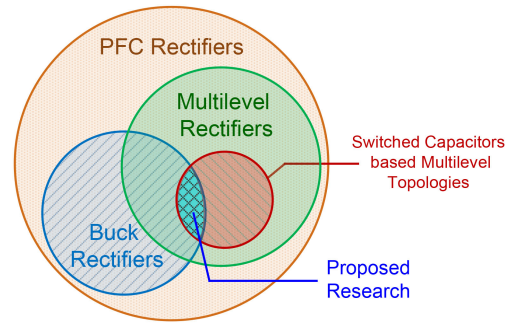 PFC Rectifiers
Multilevel
Rectifiers
Switched Capacitors
based Multilevel
Topologies
Buck
Rectifiers
Proposed
Research